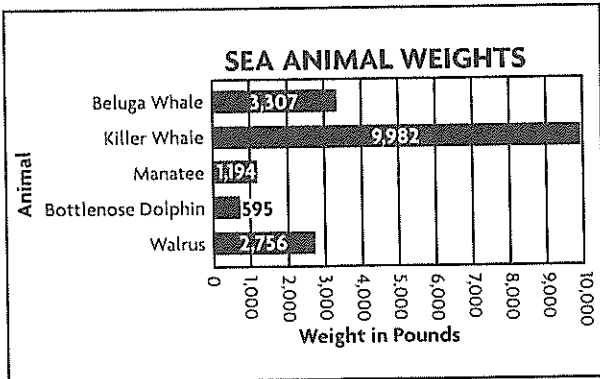 SEA ANIMAL WEIGHTS
Animal
Beluga Whale 3,307
Killer Whale 9,982
Manatee 1,194
Bottlenose Dolphin 595
Walrus 2,756
0 1,000 2,000 3,000 4,000 5,000 6,000 7,000 8,000 9,000 10,000
Weight in Pounds